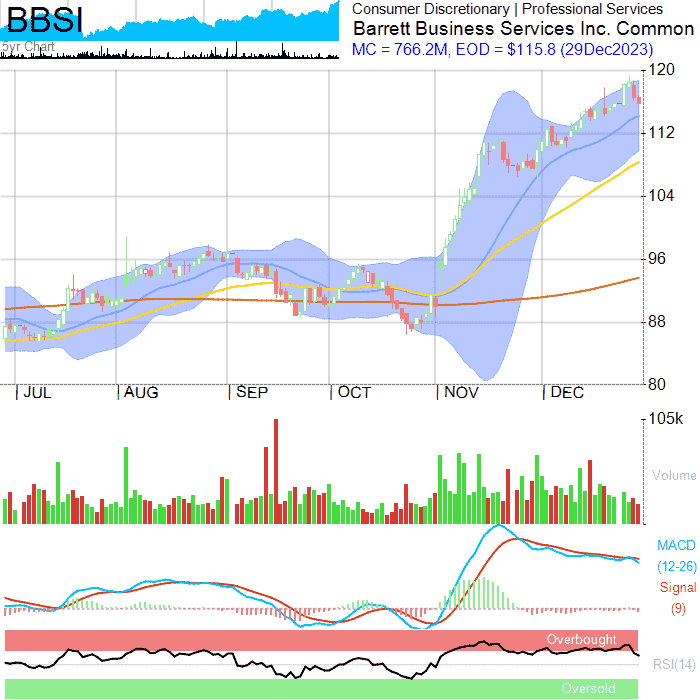 BBSI
5yr Chart
Consumer Discretionary | Professional Services
Barrett Business Services Inc. Common
MC = 766.2M, EOD = $115.8 (29Dec2023)
120
112
104
96
88
80
|JUL |AUG |SEP |OCT |NOV |DEC
105k
Volume
MACD
(12-26)
Signal
(9)
Overbought
RSI(14)
Oversold